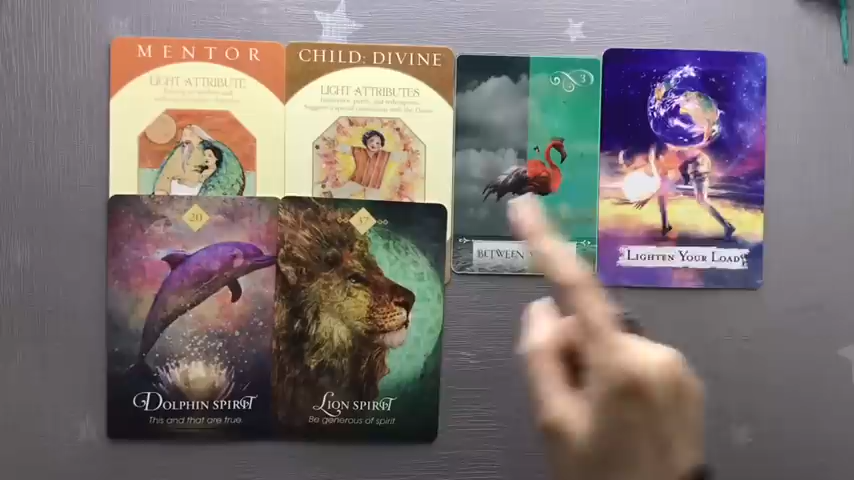 MENTOR
LIGHT ATTRIBUTE
CHILD: DIVINE
LIGHT ATTRIBUTES
3
BETWEEN
LIGHTEN YOUR LOAD
20
DOLPHIN SPIRIT
This and that are true
37
LION SPIRIT
Be generous of spirit